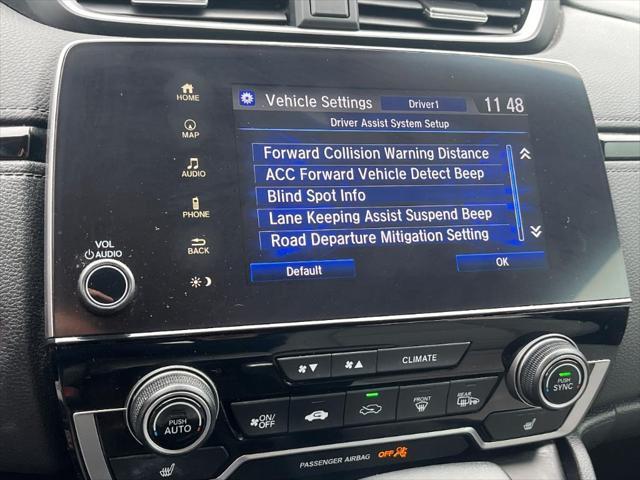 HOME
MAP
AUDIO
PHONE
BACK
VOL
AUDIO
Vehicle Settings Driver1 11 48
Driver Assist System Setup
Forward Collision Warning Distance
ACC Forward Vehicle Detect Beep
Blind Spot Info
Lane Keeping Assist Suspend Beep
Road Departure Mitigation Setting
Default OK
CLIMATE
PUSH AUTO
ON/OFF
FRONT
REAR
PUSH SYNC
PASSENGER AIRBAG OFF